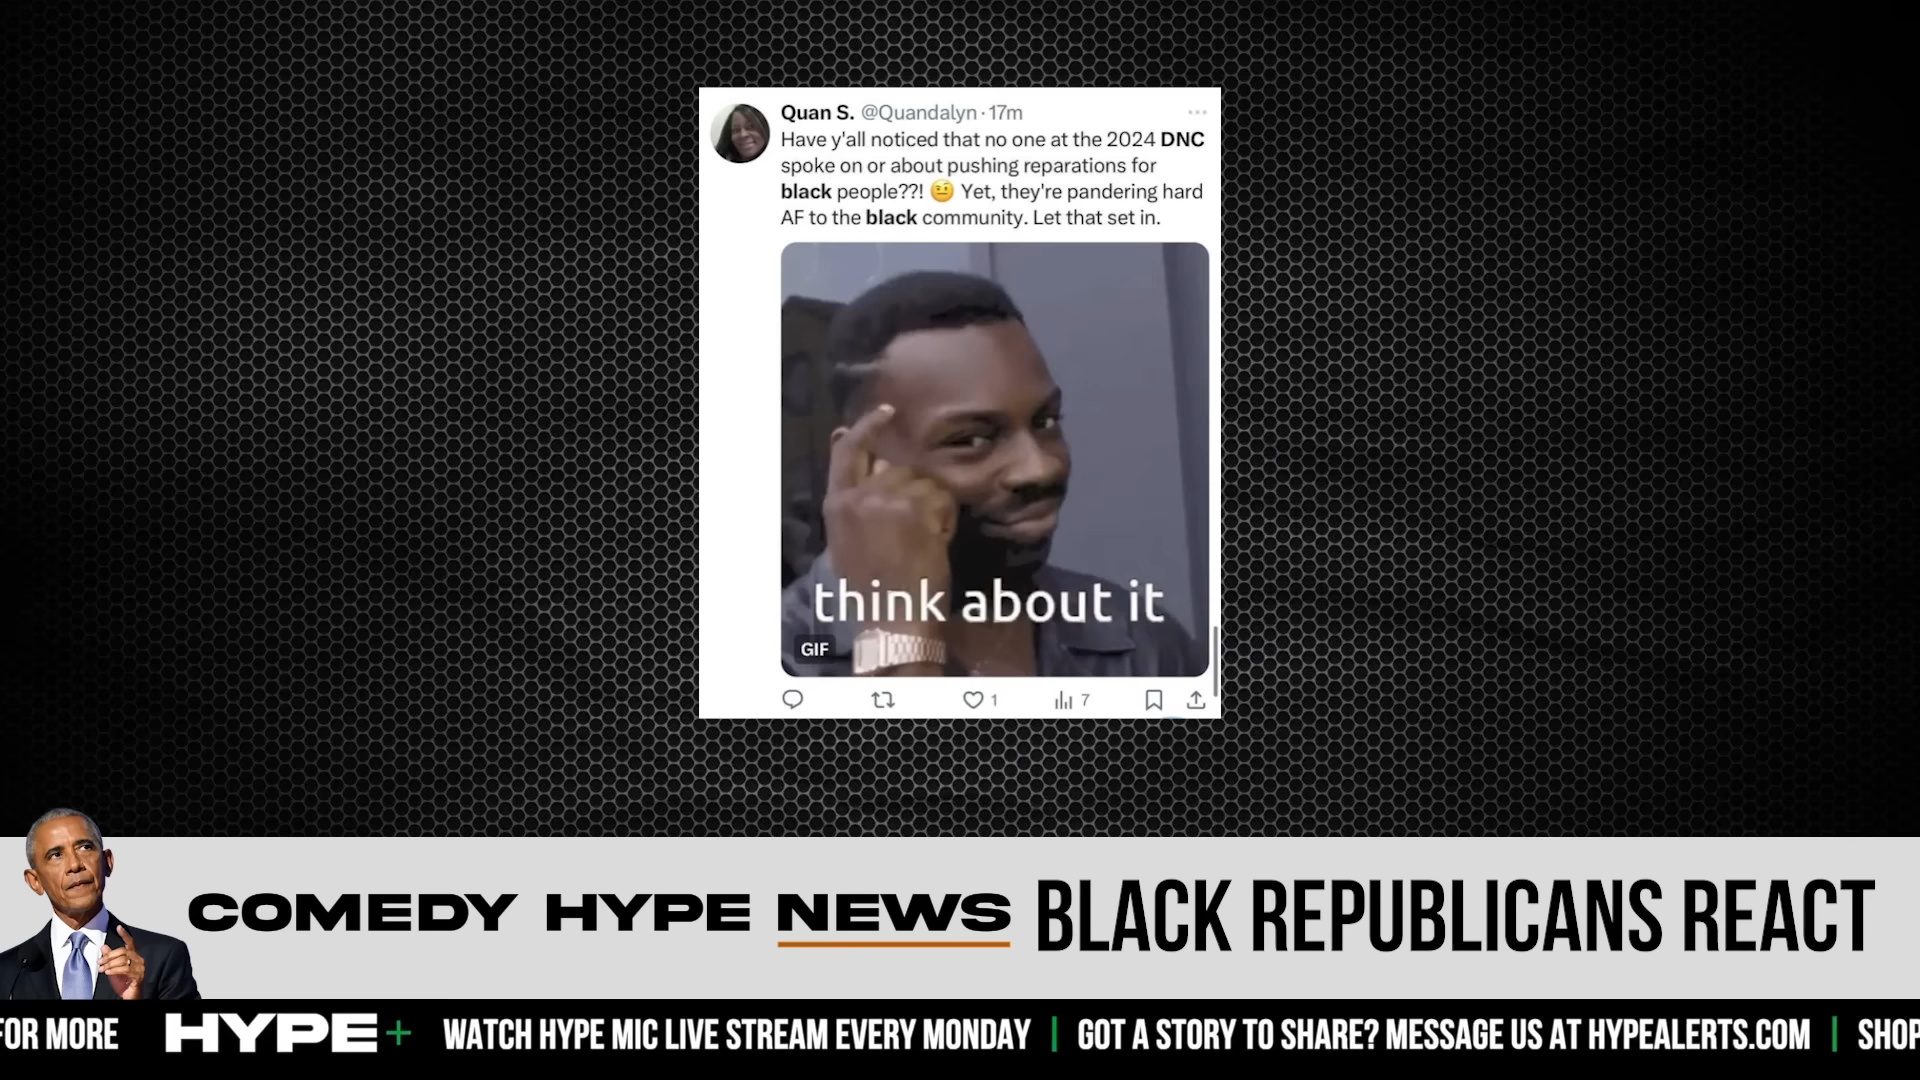 Quan S. @Quandalyn · 17m
Have y'all noticed that no one at the 2024 DNC
spoke on or about pushing reparations for
black people??! 🤨 Yet, they're pandering hard
AF to the black community. Let that set in.
think about it
GIF
1
7
COMEDY HYPE NEWS BLACK REPUBLICANS REACT
FOR MORE HYPE+ WATCH HYPE MIC LIVE STREAM EVERY MONDAY | GOT A STORY TO SHARE? MESSAGE US AT HYPEALERTS.COM | SHOP